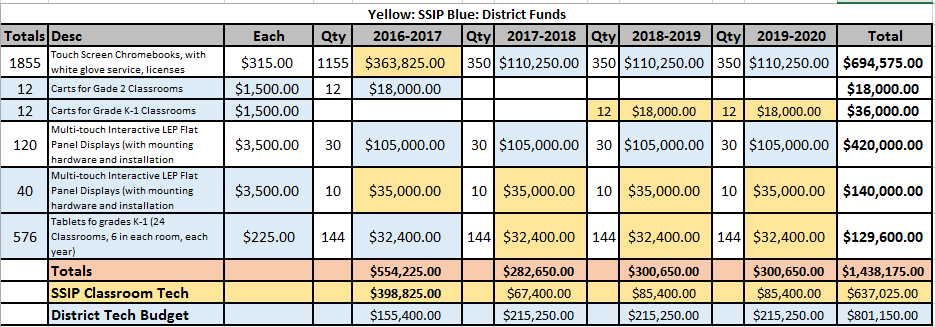 Yellow: SSIP Blue: District Funds
Totals Desc Each Qty 2016-2017 Qty 2017-2018 Qty 2018-2019 Qty 2019-2020 Total
1855 Touch Screen Chromebooks, with white glove service, licenses $315.00 1155 $363,825.00 350 $110,250.00 350 $110,250.00 350 $110,250.00 $694,575.00
12 Carts for Gade 2 Classrooms $1,500.00 12 $18,000.00 $18,000.00
12 Carts for Grade K-1 Classrooms $1,500.00 12 $18,000.00 12 $18,000.00 $36,000.00
120 Multi-touch Interactive LEP Flat Panel Displays (with mounting hardware and installation $3,500.00 30 $105,000.00 30 $105,000.00 30 $105,000.00 30 $105,000.00 $420,000.00
40 Multi-touch Interactive LEP Flat Panel Displays (with mounting hardware and installation $3,500.00 10 $35,000.00 10 $35,000.00 10 $35,000.00 10 $35,000.00 $140,000.00
576 Tablets fo grades K-1 (24 Classrooms, 6 in each room, each year) $225.00 144 $32,400.00 144 $32,400.00 144 $32,400.00 144 $32,400.00 $129,600.00
Totals $554,225.00 $282,650.00 $300,650.00 $300,650.00 $1,438,175.00
SSIP Classroom Tech $398,825.00 $67,400.00 $85,400.00 $85,400.00 $637,025.00
District Tech Budget $155,400.00 $215,250.00 $215,250.00 $215,250.00 $801,150.00